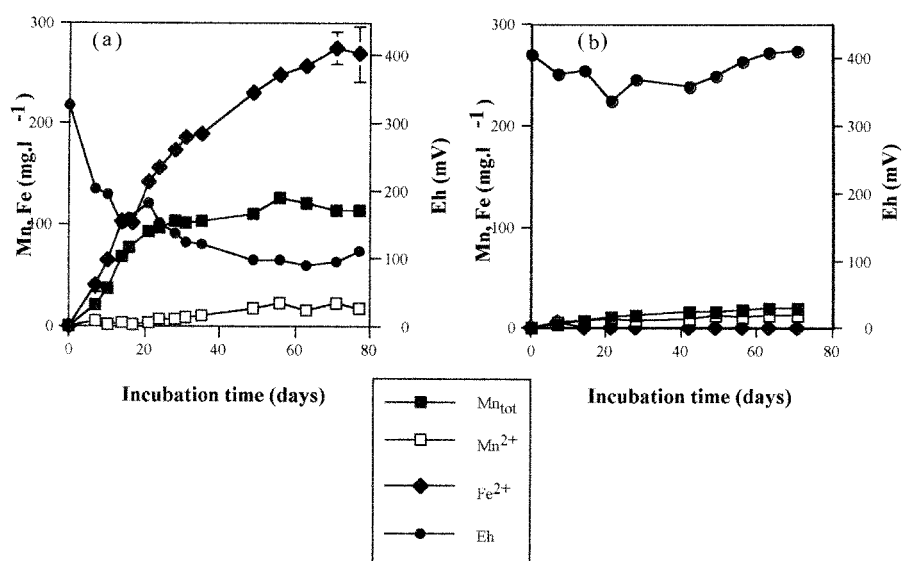 (a)
300
200
100
0
Mn, Fe (mg.l -1)
400
300
200
100
0
Eh (mV)
0 20 40 60 80
Incubation time (days)
(b)
300
200
100
0
Mn, Fe (mg.l -1)
400
300
200
100
0
Eh (mV)
0 20 40 60 80
Incubation time (days)
Mntot
Mn2+
Fe2+
Eh